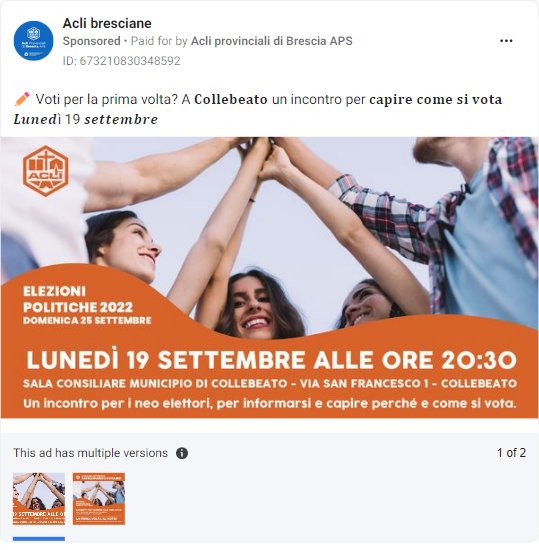 Acli bresciane
Sponsored • Paid for by Acli provinciali di Brescia APS
ID: 673210830348592
Voti per la prima volta? A Collebeato un incontro per capire come si vota
Lunedì 19 settembre
ACLI
ELEZIONI
POLITICHE 2022
DOMENICA 25 SETTEMBRE
LUNEDÌ 19 SETTEMBRE ALLE ORE 20:30
SALA CONSILIARE MUNICIPIO DI COLLEBEATO - VIA SAN FRANCESCO 1 - COLLEBEATO
Un incontro per i neo elettori, per informarsi e capire perché e come si vota.
This ad has multiple versions
1 of 2